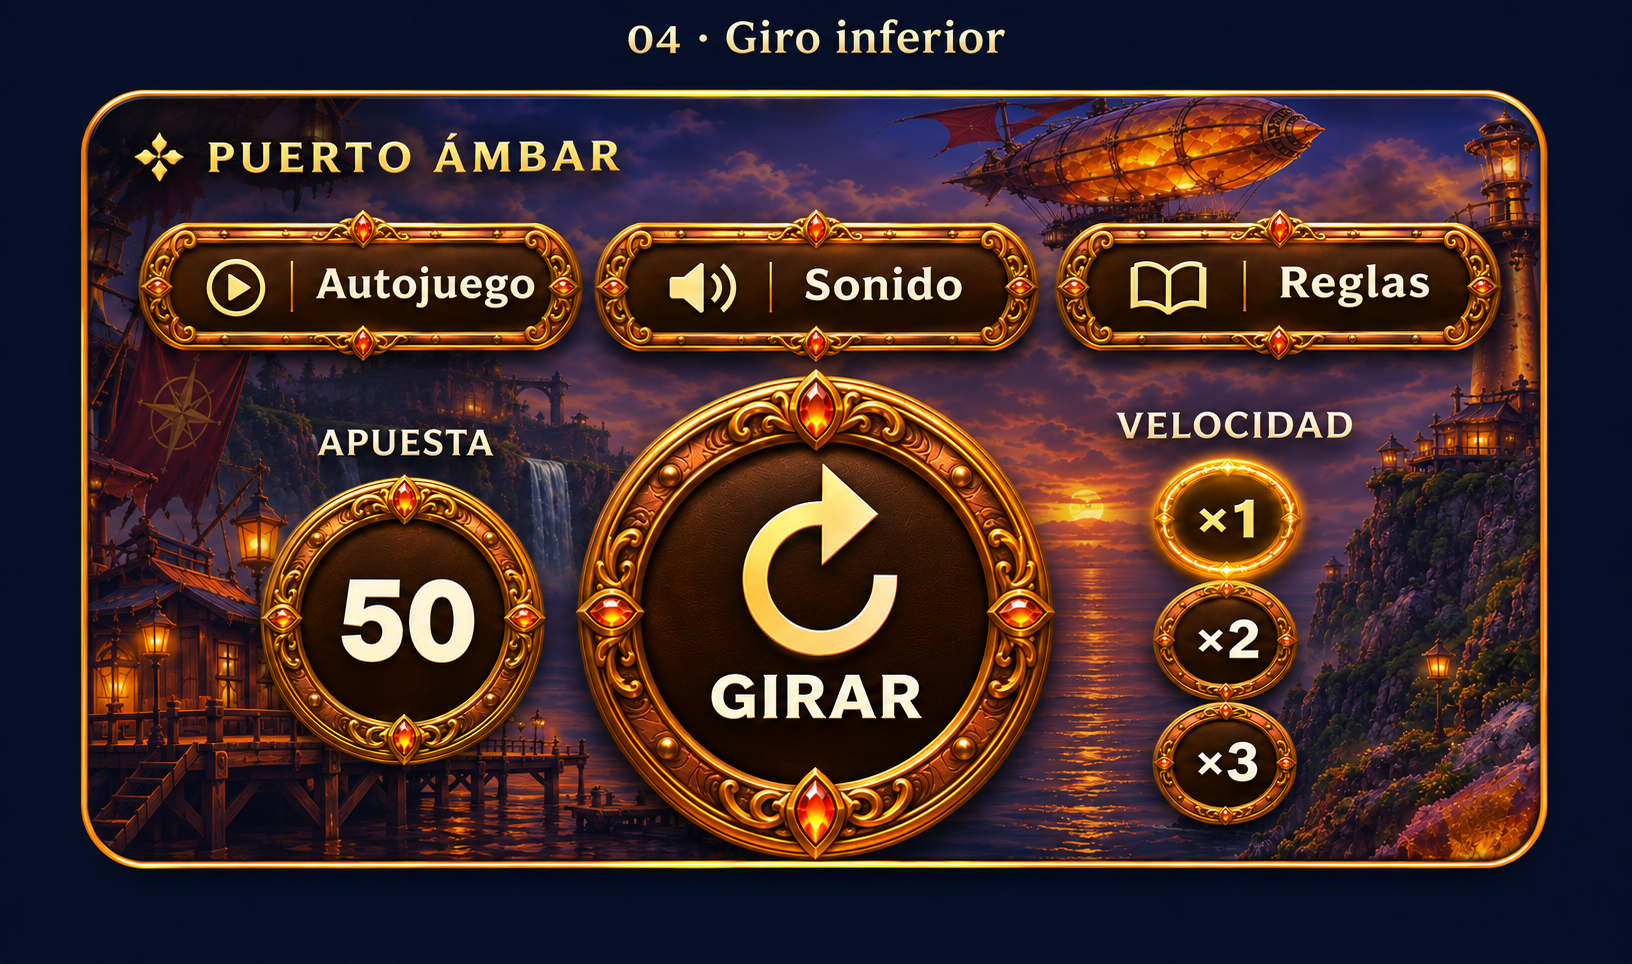 04 · Giro inferior
PUERTO ÁMBAR
Autojuego
Sonido
Reglas
APUESTA
50
GIRAR
VELOCIDAD
×1
×2
×3